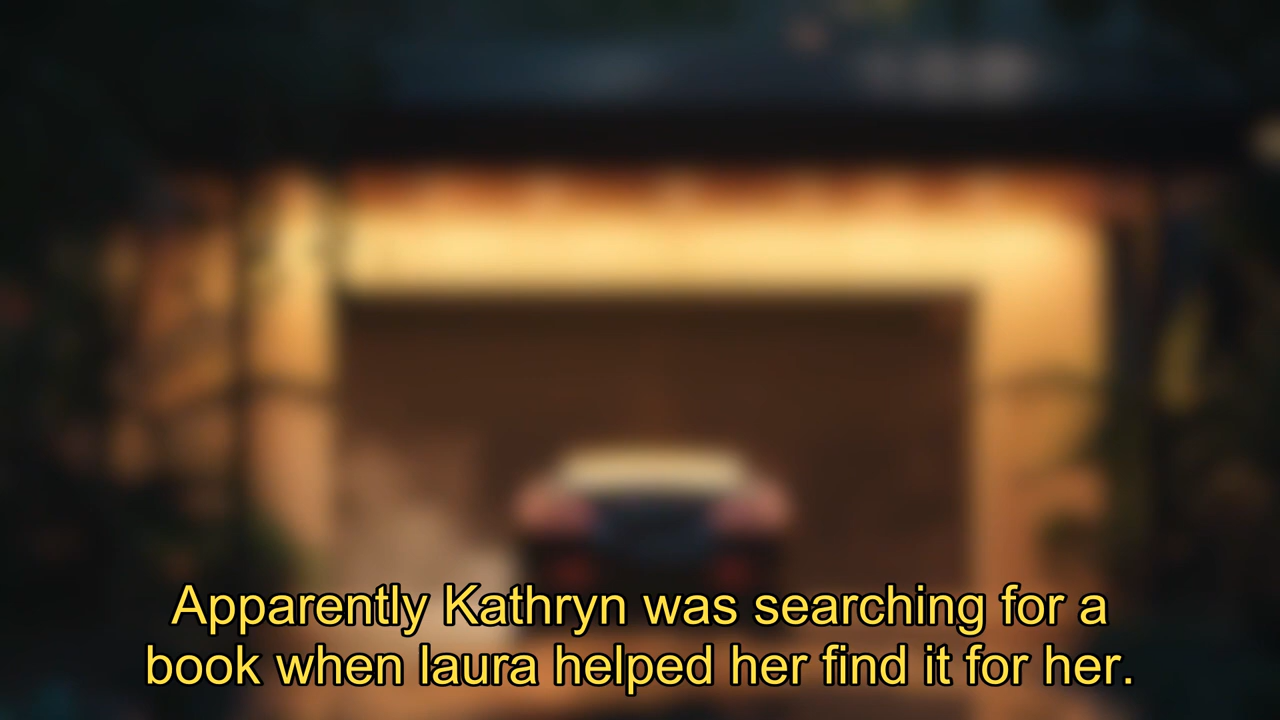 Apparently Kathryn was searching for a
book when laura helped her find it for her.